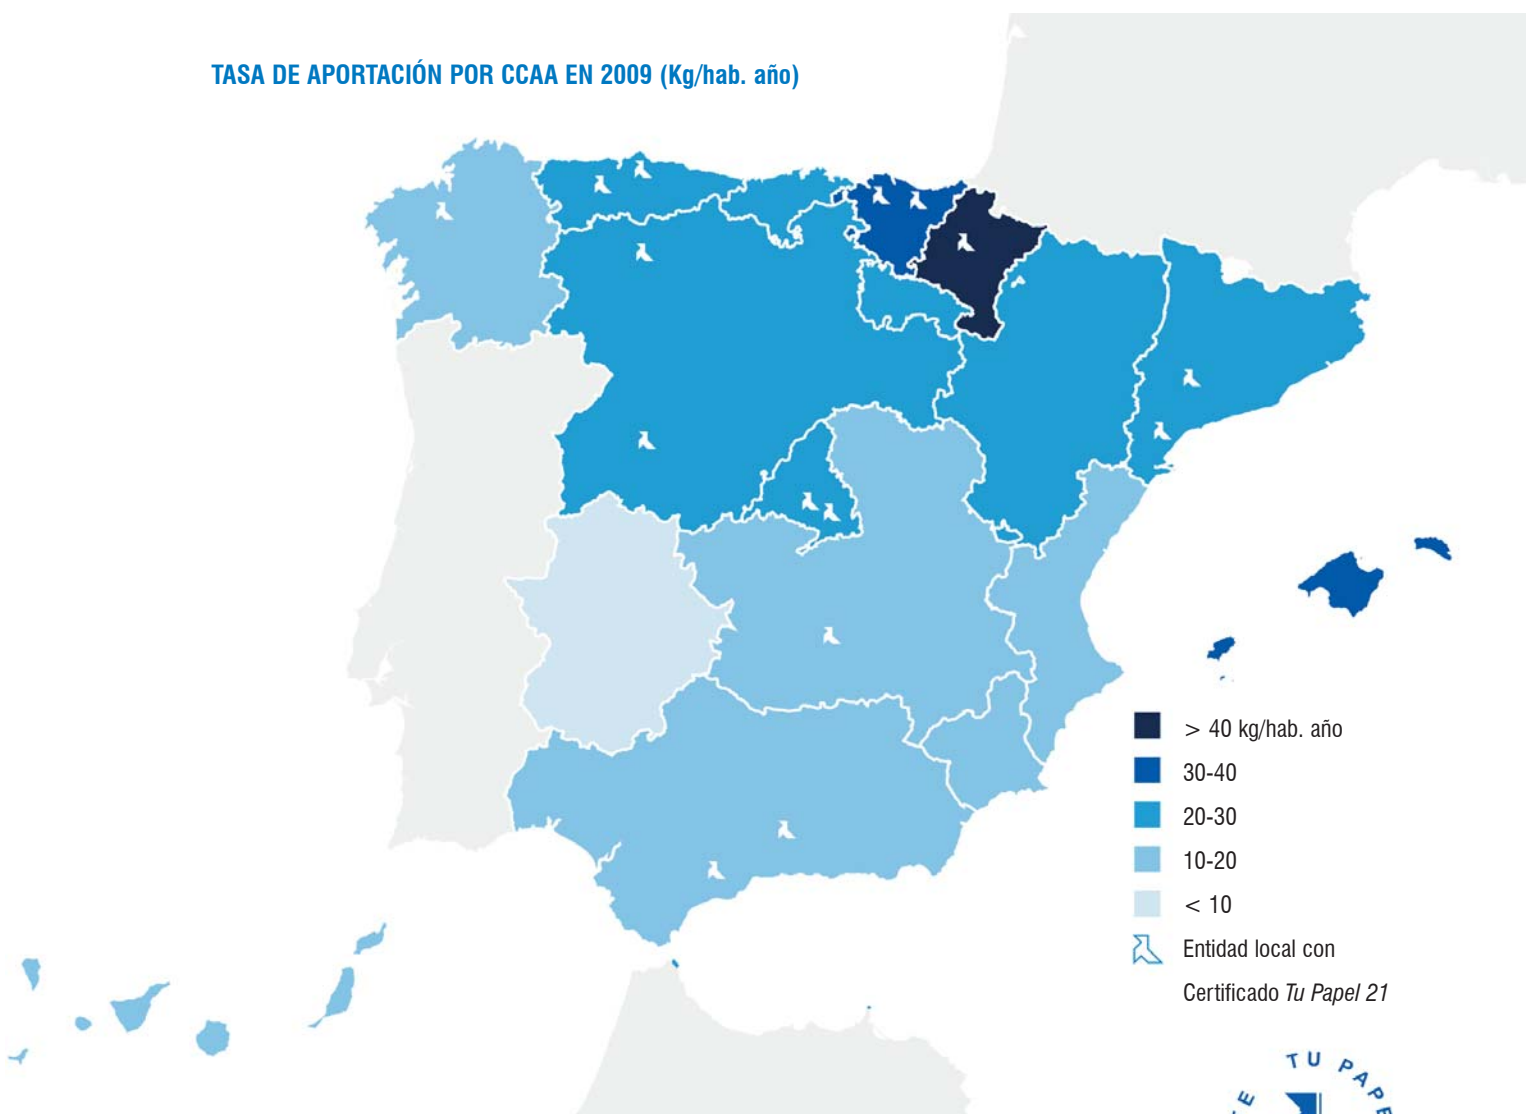 TASA DE APORTACIÓN POR CCAA EN 2009 (Kg/hab. año)
> 40 kg/hab. año
30-40
20-30
10-20
< 10
Entidad local con
Certificado Tu Papel 21
TU PAPE